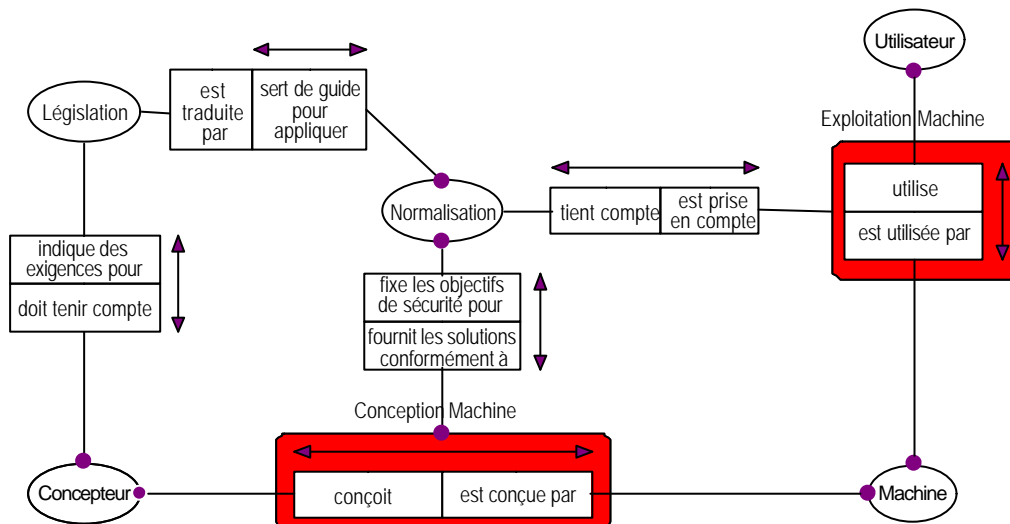 Utilisateur
est
traduite
par
sert de guide
pour
appliquer
Législation
Exploitation Machine
utilise
est utilisée par
Normalisation
tient compte
est prise
en compte
indique des
exigences pour
doit tenir compte
fixe les objectifs
de sécurité pour
fournit les solutions
conformément à
Conception Machine
Concepteur
conçoit
est conçue par
Machine